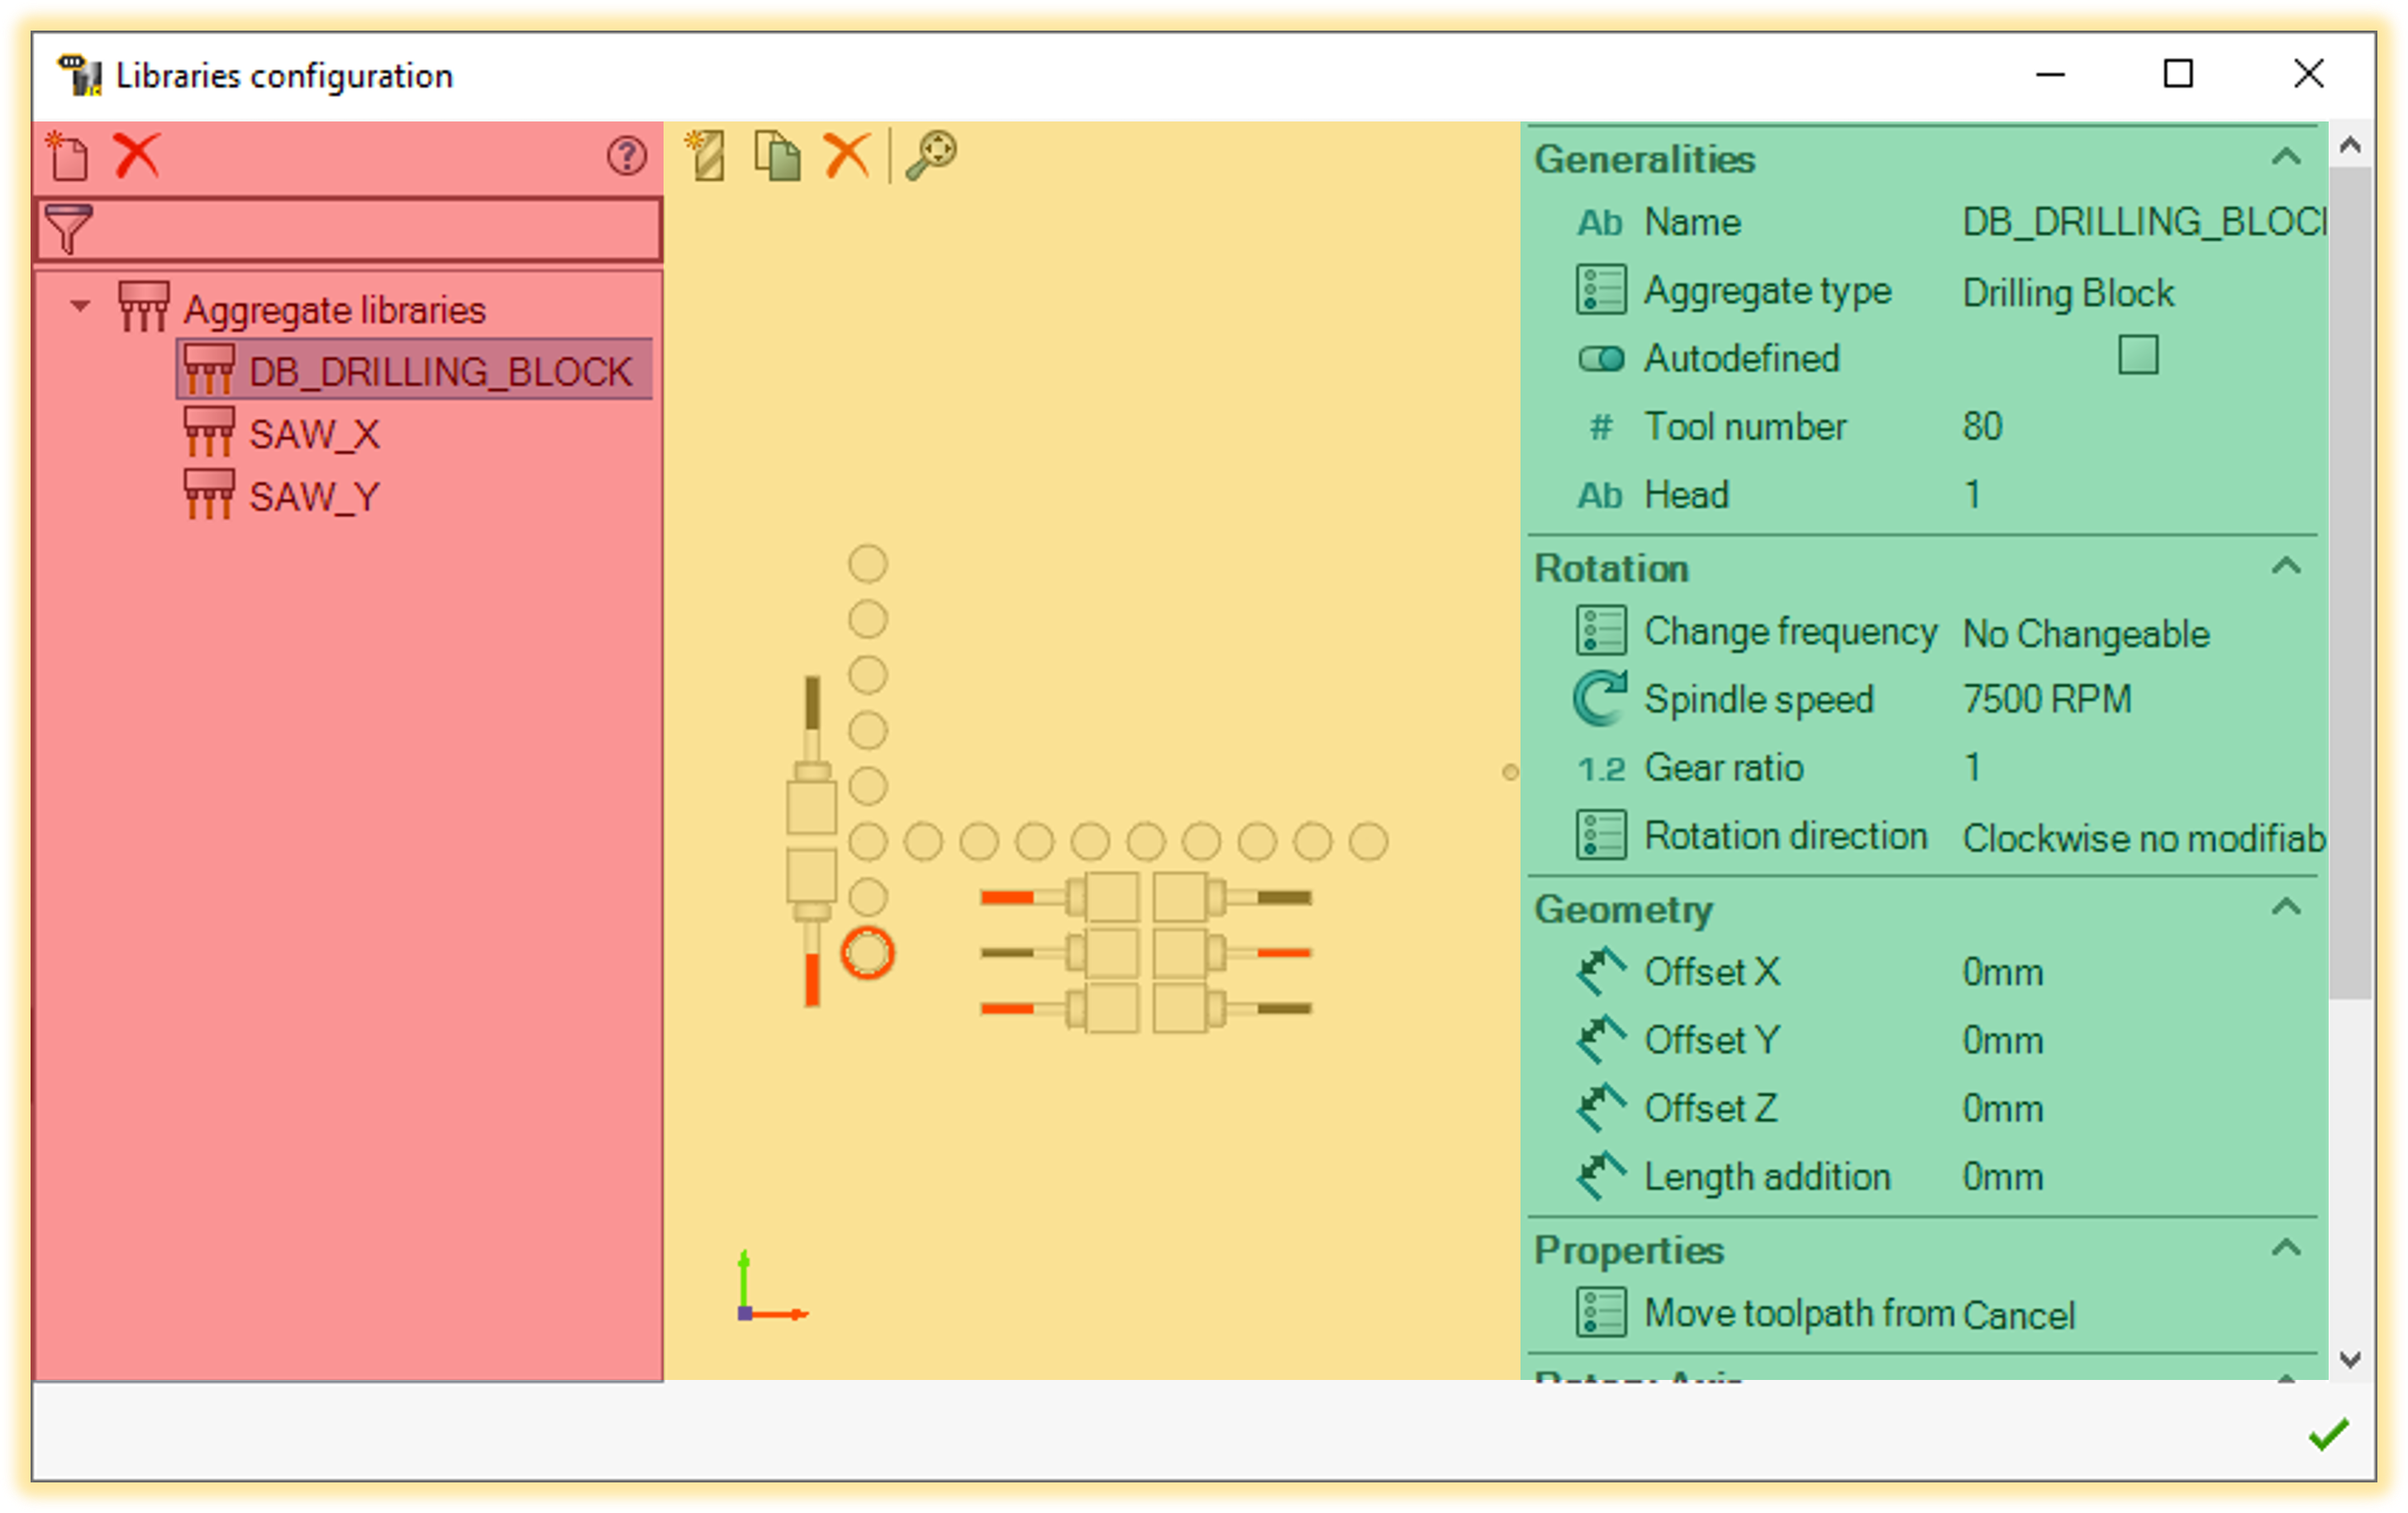 Libraries configuration
Aggregate libraries
DB_DRILLING_BLOCK
SAW_X
SAW_Y
Generalities
Ab Name DB_DRILLING_BLOC
Aggregate type Drilling Block
Autodefined
# Tool number 80
Ab Head 1
Rotation
Change frequency No Changeable
Spindle speed 7500 RPM
1.2 Gear ratio 1
Rotation direction Clockwise no modifiab
Geometry
Offset X 0mm
Offset Y 0mm
Offset Z 0mm
Length addition 0mm
Properties
Move toolpath from Cancel